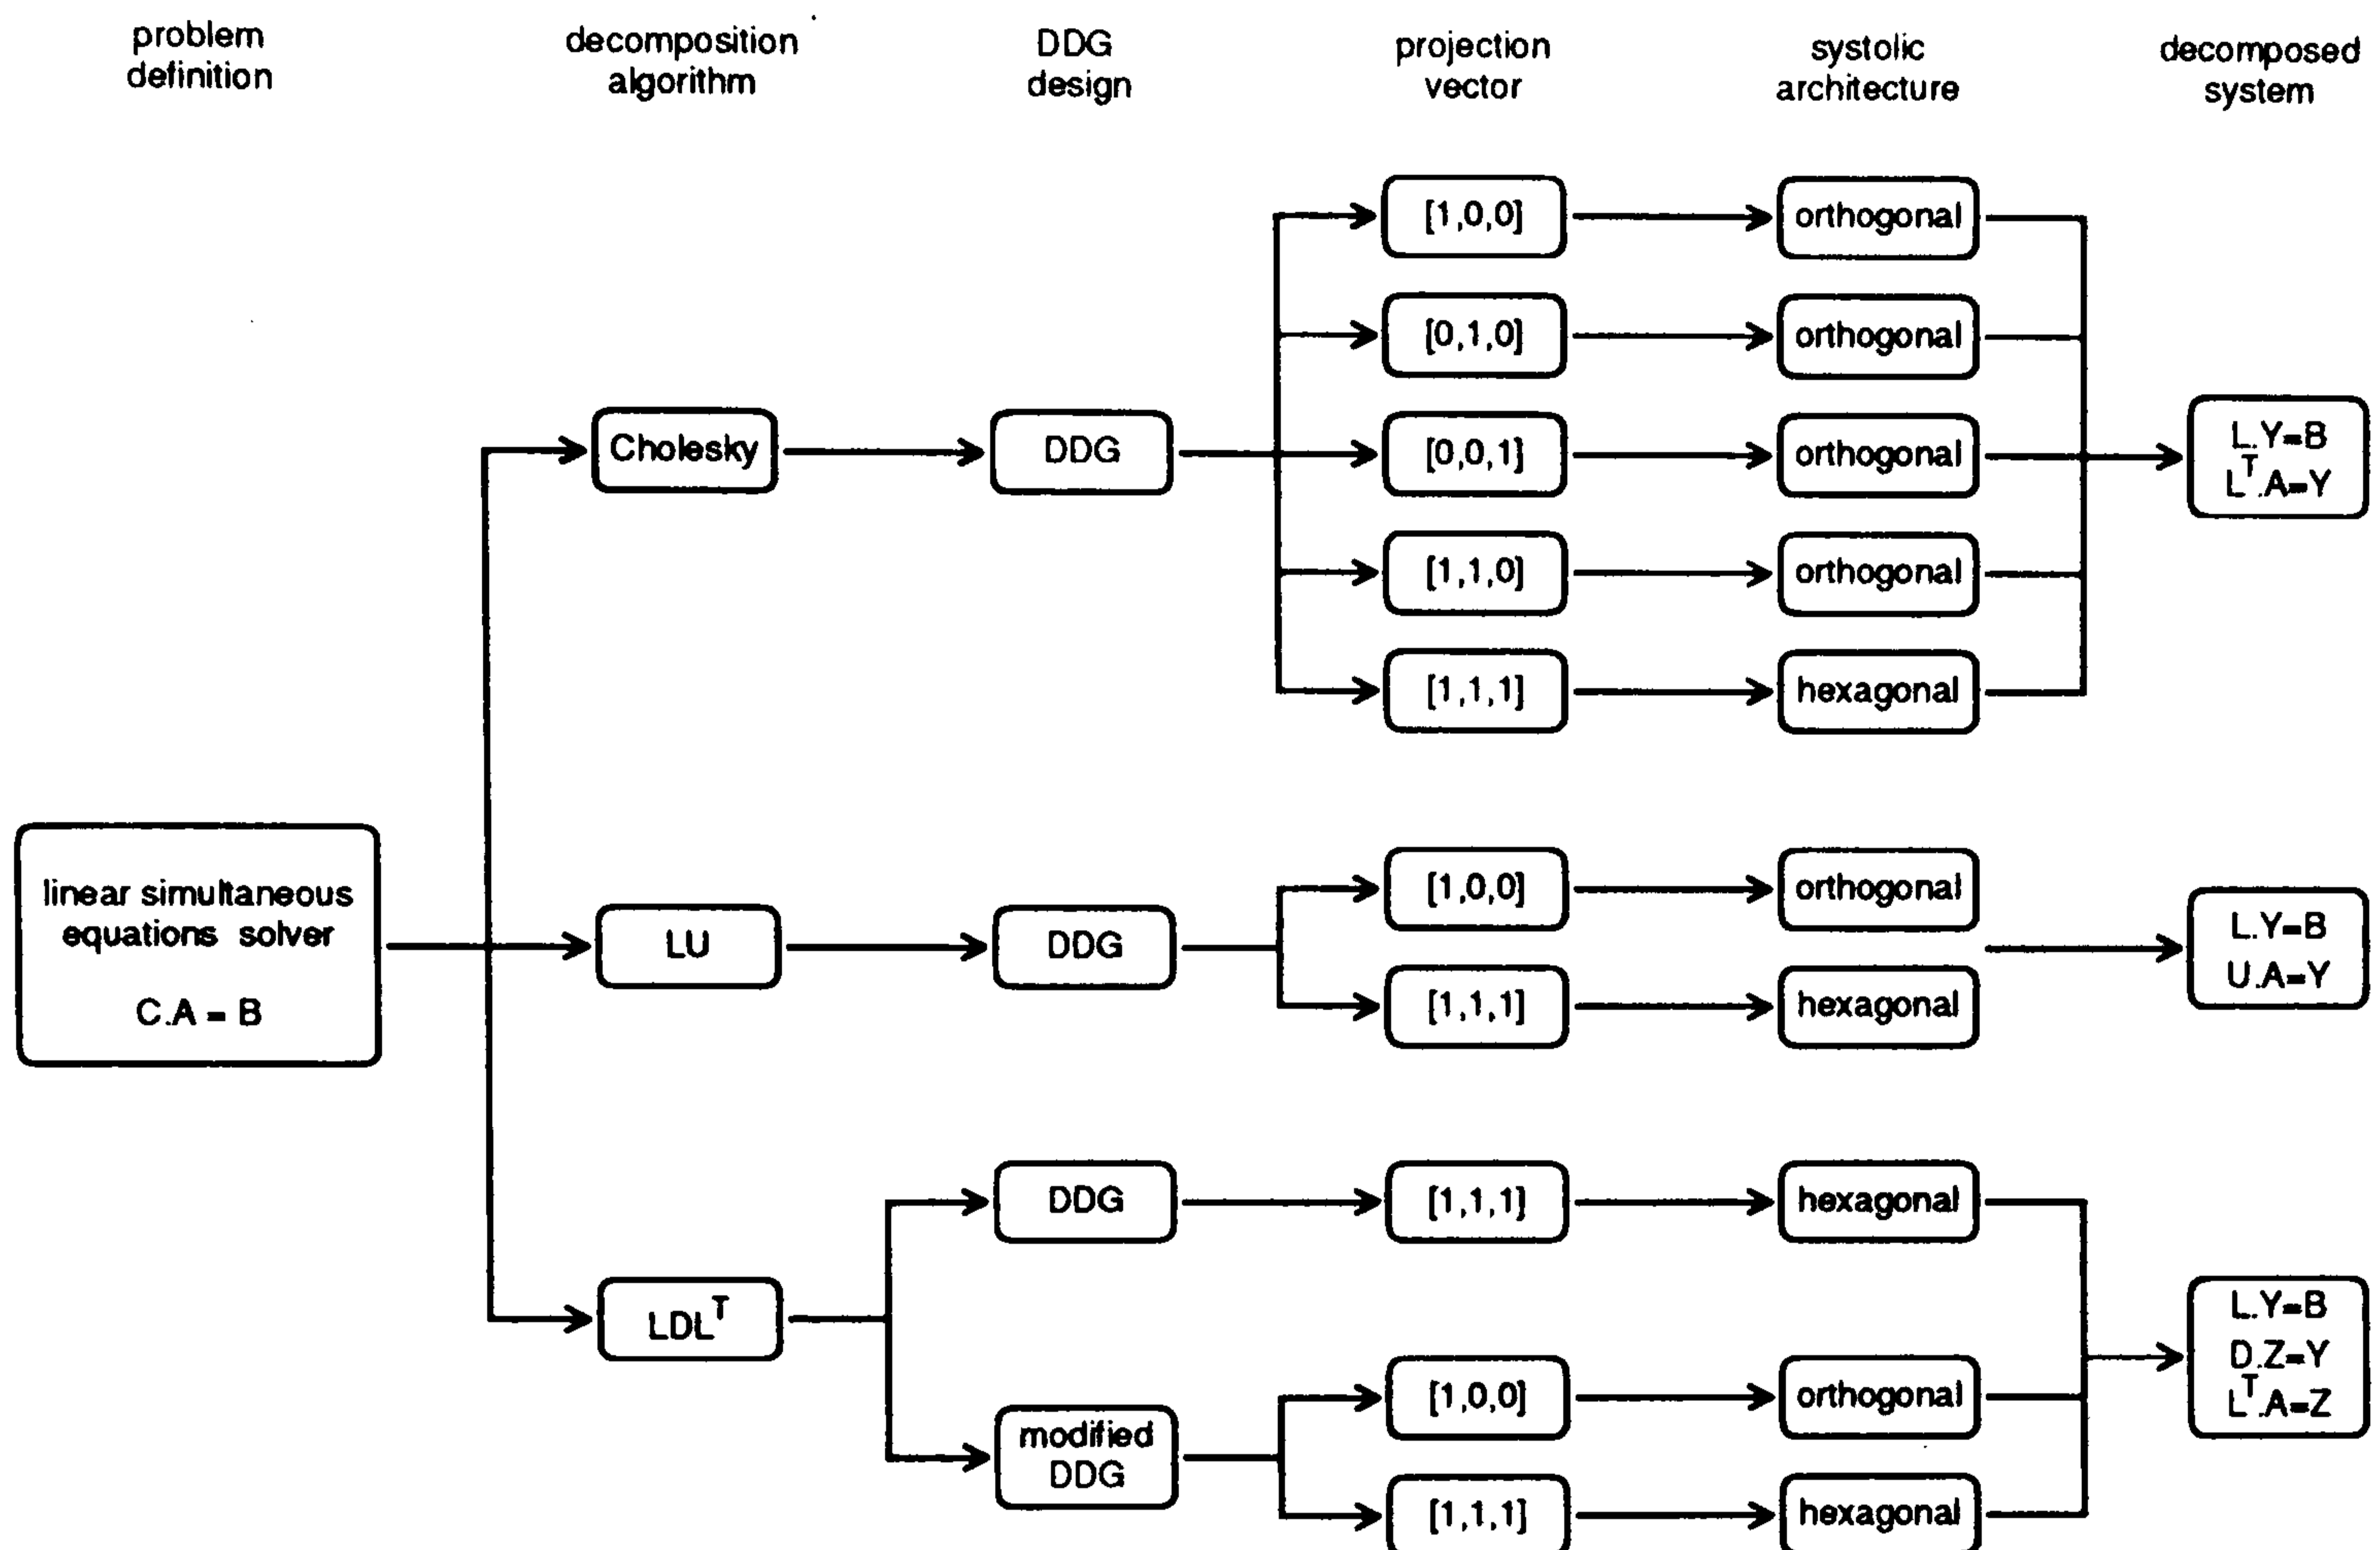 problem
definition
decomposition
algorithm
DDG
design
projection
vector
systolic
architecture
decomposed
system
linear simultaneous
equations solver
C.A = B
Cholesky
DDG
[1,0,0]
orthogonal
[0,1,0]
orthogonal
[0,0,1]
orthogonal
[1,1,0]
orthogonal
[1,1,1]
hexagonal
L.Y=B
Lᵀ.A=Y
LU
DDG
[1,0,0]
orthogonal
[1,1,1]
hexagonal
L.Y=B
U.A=Y
LDLᵀ
DDG
[1,1,1]
hexagonal
modified
DDG
[1,0,0]
orthogonal
[1,1,1]
hexagonal
L.Y=B
D.Z=Y
Lᵀ.A=Z